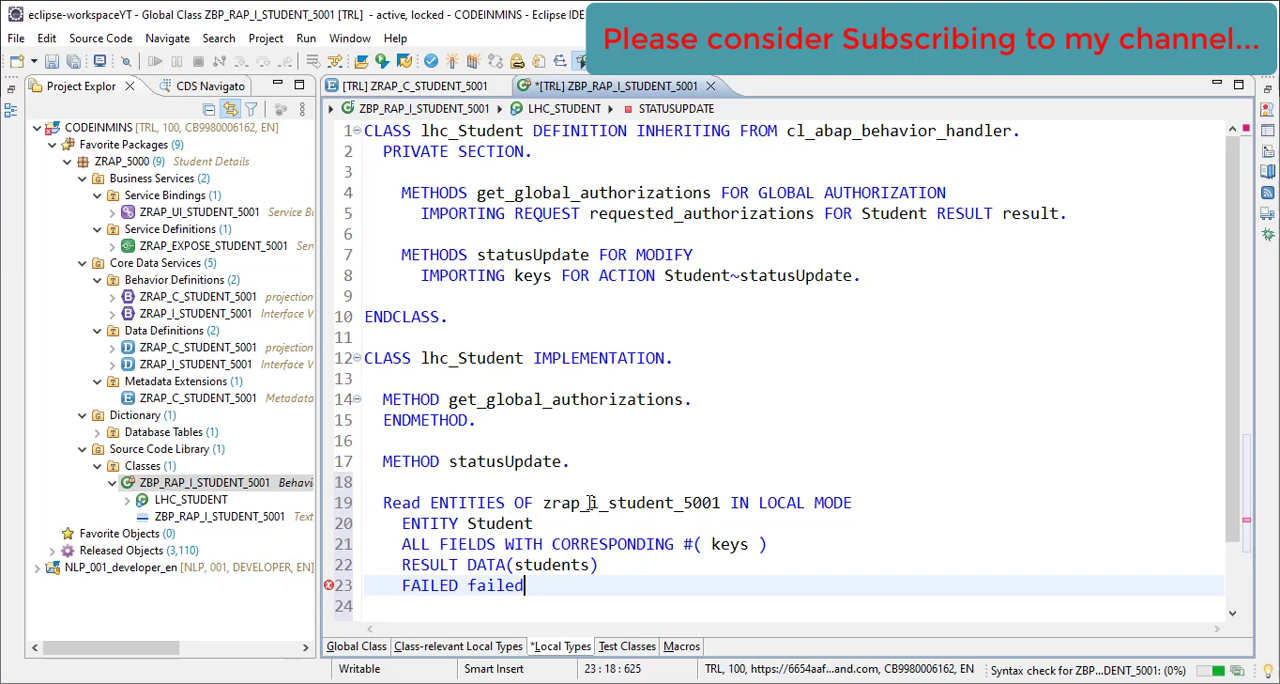 eclipse-workspaceYT - Global Class ZBP_RAP_I_STUDENT_5001 [TRL] - active, locked - CODEINMINS - Eclipse IDE
Please consider Subscribing to my channel...
File Edit Source Code Navigate Search Project Run Window Help
Project Explor CDS Navigato
[TRL] ZRAP_C_STUDENT_5001 *[TRL] ZBP_RAP_I_STUDENT_5001
ZBP_RAP_I_STUDENT_5001 LHC_STUDENT STATUSUPDATE
CODEINMINS [TRL, 100, CB9980006162, EN]
Favorite Packages (9)
ZRAP_5000 (9) Student Details
Business Services (2)
Service Bindings (1)
ZRAP_UI_STUDENT_5001 Service Bi
Service Definitions (1)
ZRAP_EXPOSE_STUDENT_5001 Ser
Core Data Services (5)
Behavior Definitions (2)
ZRAP_C_STUDENT_5001 projection
ZRAP_I_STUDENT_5001 Interface V
Data Definitions (2)
ZRAP_C_STUDENT_5001 projection
ZRAP_I_STUDENT_5001 Interface V
Metadata Extensions (1)
ZRAP_C_STUDENT_5001 Metadata
Dictionary (1)
Database Tables (1)
Source Code Library (1)
Classes (1)
ZBP_RAP_I_STUDENT_5001 Behavi
LHC_STUDENT
ZBP_RAP_I_STUDENT_5001 Text
Favorite Objects (0)
Released Objects (3,110)
NLP_001_developer_en [NLP, 001, DEVELOPER, EN]
1 CLASS lhc_Student DEFINITION INHERITING FROM cl_abap_behavior_handler.
2 PRIVATE SECTION.
3
4 METHODS get_global_authorizations FOR GLOBAL AUTHORIZATION
5 IMPORTING REQUEST requested_authorizations FOR Student RESULT result.
6
7 METHODS statusUpdate FOR MODIFY
8 IMPORTING keys FOR ACTION Student~statusUpdate.
9
10 ENDCLASS.
11
12 CLASS lhc_Student IMPLEMENTATION.
13
14 METHOD get_global_authorizations.
15 ENDMETHOD.
16
17 METHOD statusUpdate.
18
19 Read ENTITIES OF zrap_i_student_5001 IN LOCAL MODE
20 ENTITY Student
21 ALL FIELDS WITH CORRESPONDING #( keys )
22 RESULT DATA(students)
23 FAILED failed
24
Global Class Class-relevant Local Types *Local Types Test Classes Macros
Writable Smart Insert 23 : 18 : 625 TRL, 100, https://6654aaf...and.com, CB9980006162, EN Syntax check for ZBP...DENT_5001: (0%)